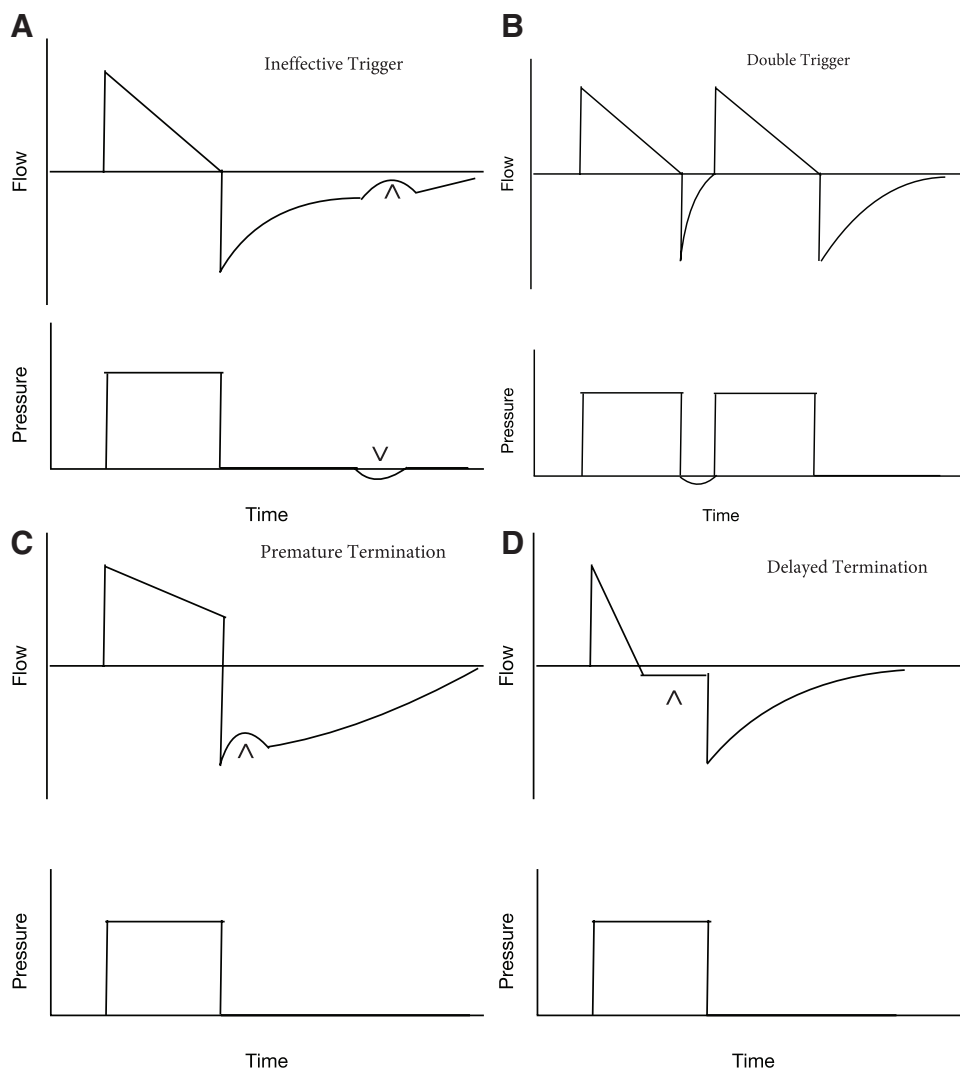 A
Ineffective Trigger
Flow
Pressure
Time
B
Double Trigger
Flow
Pressure
Time
C
Premature Termination
Flow
Pressure
Time
D
Delayed Termination
Flow
Pressure
Time